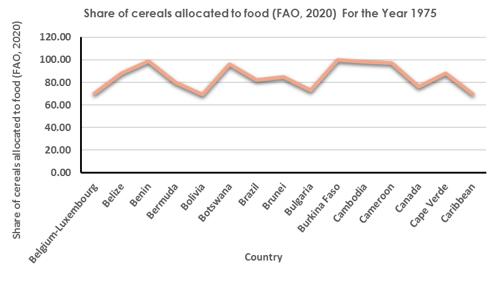 Share of cereals allocated to food (FAO, 2020) For the Year 1975
Share of cereals allocated to food (FAO, 2020)
120.00
100.00
80.00
60.00
40.00
20.00
0.00
Belgium-Luxembourg
Belize
Benin
Bermuda
Bolivia
Botswana
Brazil
Brunei
Bulgaria
Burkina Faso
Cambodia
Cameroon
Canada
Cape Verde
Caribbean
Country